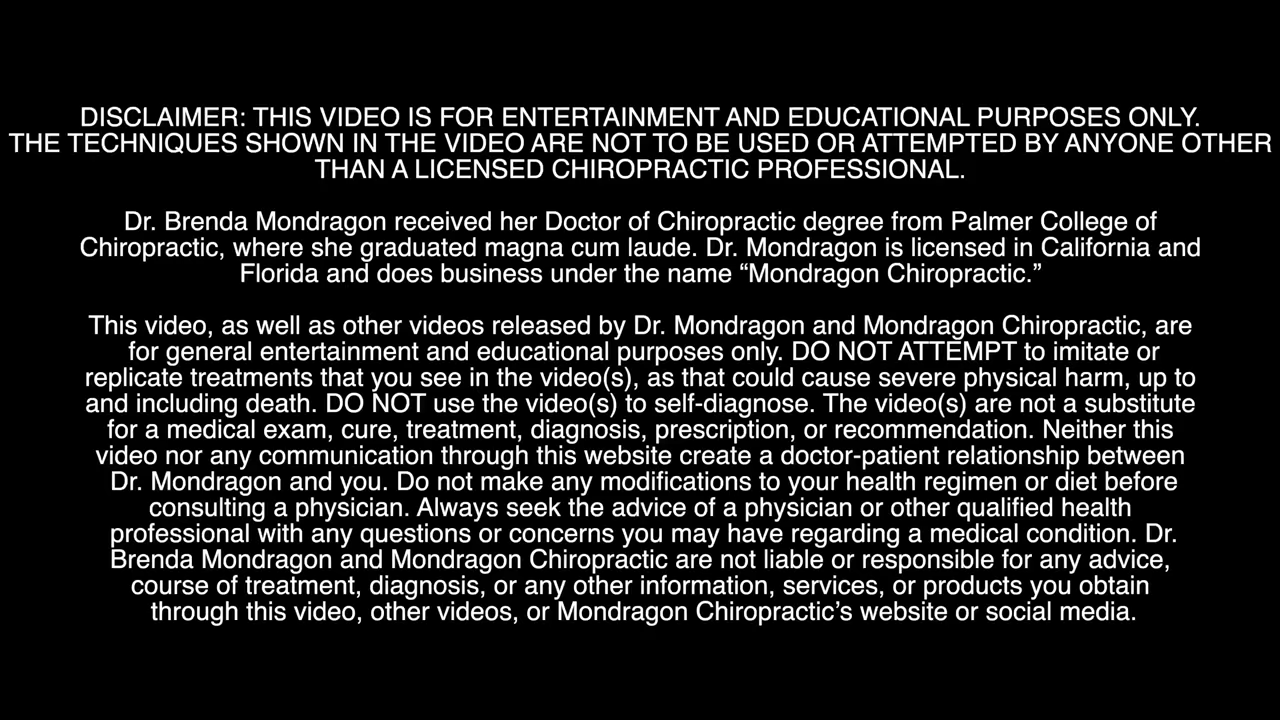 DISCLAIMER: THIS VIDEO IS FOR ENTERTAINMENT AND EDUCATIONAL PURPOSES ONLY.
THE TECHNIQUES SHOWN IN THE VIDEO ARE NOT TO BE USED OR ATTEMPTED BY ANYONE OTHER
THAN A LICENSED CHIROPRACTIC PROFESSIONAL.
Dr. Brenda Mondragon received her Doctor of Chiropractic degree from Palmer College of
Chiropractic, where she graduated magna cum laude. Dr. Mondragon is licensed in California and
Florida and does business under the name “Mondragon Chiropractic.”
This video, as well as other videos released by Dr. Mondragon and Mondragon Chiropractic, are
for general entertainment and educational purposes only. DO NOT ATTEMPT to imitate or
replicate treatments that you see in the video(s), as that could cause severe physical harm, up to
and including death. DO NOT use the video(s) to self-diagnose. The video(s) are not a substitute
for a medical exam, cure, treatment, diagnosis, prescription, or recommendation. Neither this
video nor any communication through this website create a doctor-patient relationship between
Dr. Mondragon and you. Do not make any modifications to your health regimen or diet before
consulting a physician. Always seek the advice of a physician or other qualified health
professional with any questions or concerns you may have regarding a medical condition. Dr.
Brenda Mondragon and Mondragon Chiropractic are not liable or responsible for any advice,
course of treatment, diagnosis, or any other information, services, or products you obtain
through this video, other videos, or Mondragon Chiropractic’s website or social media.